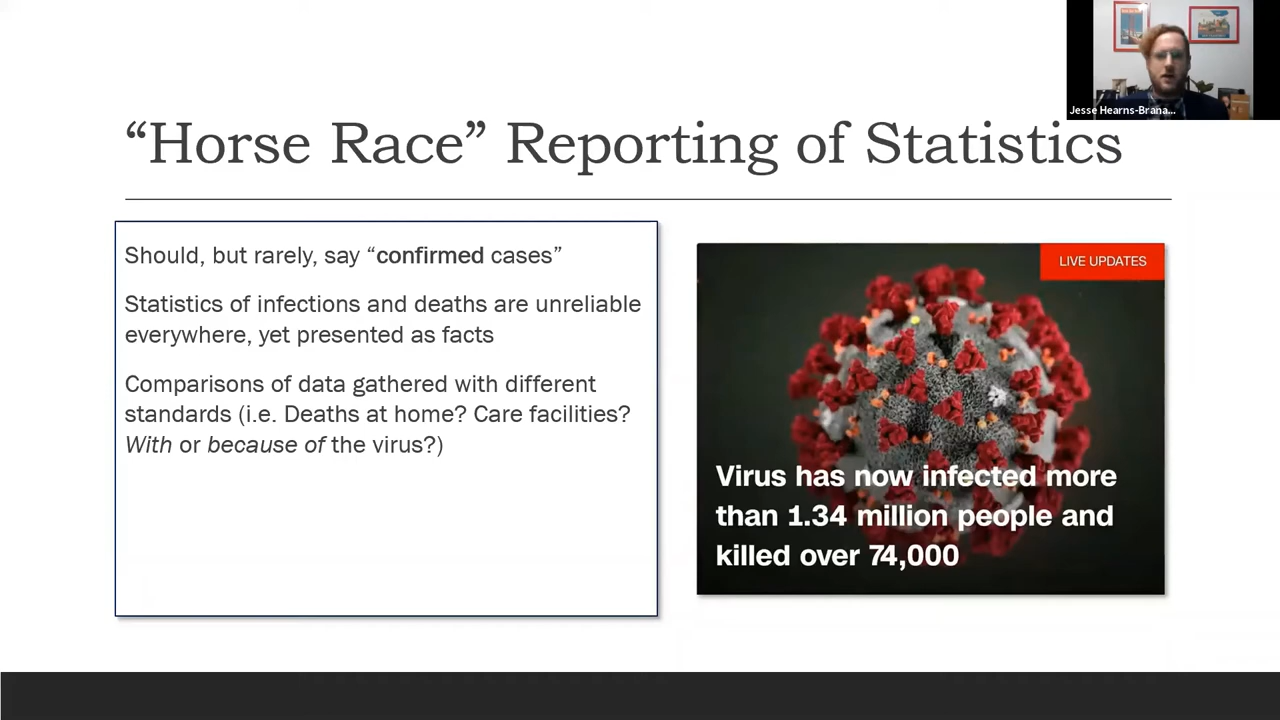 Jesse Hearns-Brana...
“Horse Race” Reporting of Statistics
Should, but rarely, say “confirmed cases”
Statistics of infections and deaths are unreliable
everywhere, yet presented as facts
Comparisons of data gathered with different
standards (i.e. Deaths at home? Care facilities?
With or because of the virus?)
LIVE UPDATES
Virus has now infected more
than 1.34 million people and
killed over 74,000